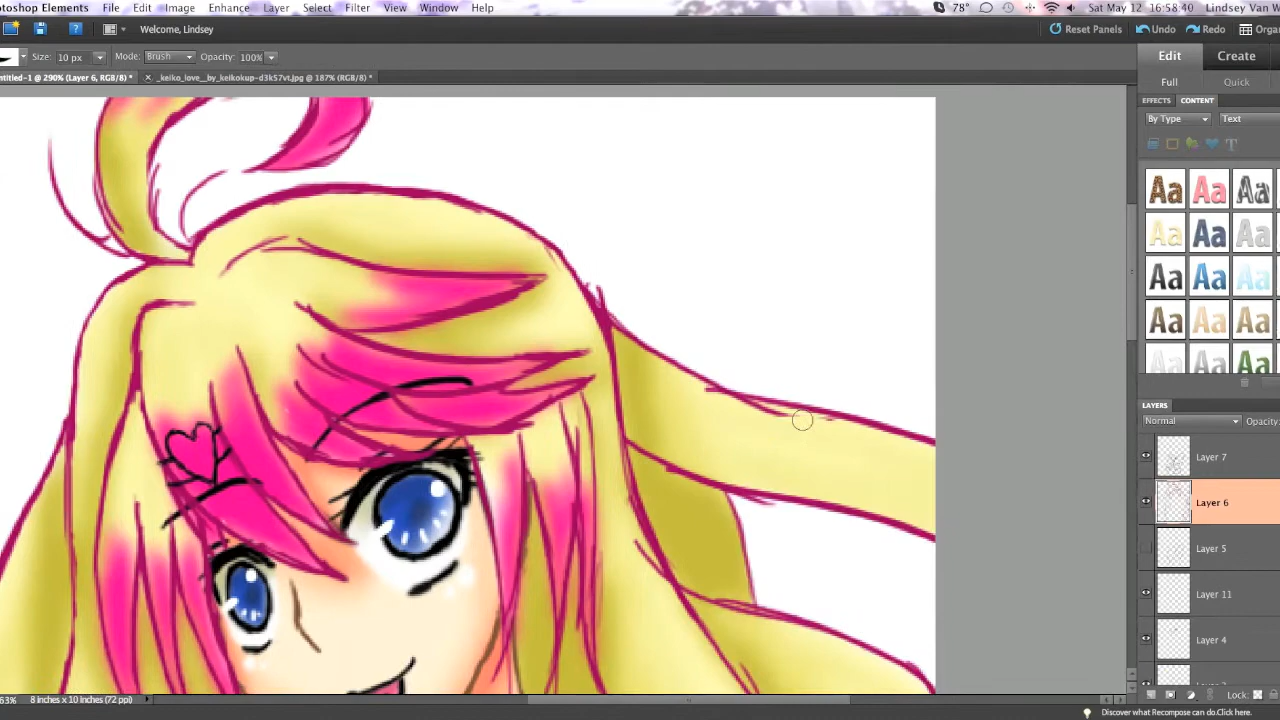 otoshop Elements File Edit Image Enhance Layer Select Filter View Window Help 78° Sat May 12 16:58:40 Lindsey Van
Welcome, Lindsey Reset Panels Undo Redo Orga
Size: 10 px Mode: Brush Opacity: 100% Edit Create
ntitled-1 @ 290% (Layer 6, RGB/8) * _keiko_love__by_keikokup-d3k57vt.jpg @ 187% (RGB/8) * Full Quick
EFFECTS CONTENT
By Type Text
Aa Aa Aa
Aa Aa Aa
Aa Aa Aa
Aa Aa Aa
Aa Aa Aa
LAYERS
Normal Opacity:
Layer 7
Layer 6
Layer 5
Layer 11
Layer 4
63% 8 inches x 10 inches (72 ppi) Lock:
Discover what Recompose can do.Click here.